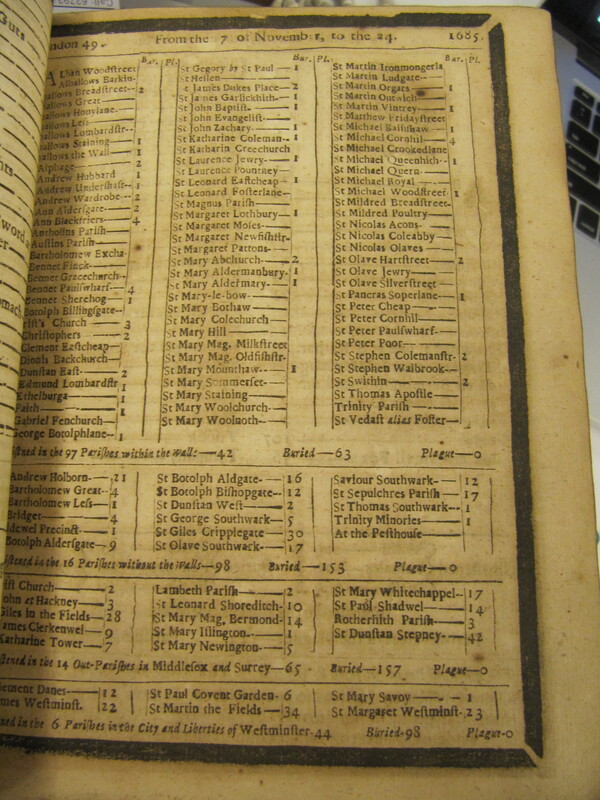 ndon 49. From the 7 of November, to the 24. 1685.
Bur. Pl. Bur. Pl. Bur. Pl.
ALban Woodstreet
Alhallows Barkin-
hallows Breadstreet-- 2
hallows Great-
hallows Honylane-
hallows Less
hallows Lombardstr--
hallows Staining— 1
hallows the Wall— 1
Alphage— 2
Andrew Hubbard 1
Andrew Undershaft-- 1
Andrew Wardrobe-- 2
Ann Aldersgate— 2
Ann Blackfriers— 4
Antholins Parish—
Austins Parish—
Bartholomew Excha-
Bennet Finck—
Bennet Gracechurch-
Bennet Paulswharf- 4
Bennet Sherehog— 1
Botolph Billingsgate--
rist's Church— 3
Christophers— 2
Clement Eastcheap—
Dionis Backchurch—
Dunstan East— 2
Edmund Lombardstr 1
Ethelburga— 1
Faith— 1
Gabriel Fenchurch—
George Botolphlane-- 1
St Gegory by St Paul— 1
St Hellen—
St James Dukes Place— 2
St James Garlickhith— 1
St John Baptist— 1
St John Evangelist—
St John Zachary— 1
St Katharine Coleman-- 1
St Katharin Creechurch
St Laurence Jewry— 1
St Laurence Pountney—
St Leonard Eastcheap— 1
St Leonard Fosterlane—
St Magnus Parish—
St Margaret Lothbury— 1
St Margaret Moses—
St Margaret Newfishstr-
St Margaret Pattons—
St Mary Abchurch— 2
St Mary Aldermanbury- 1
St Mary Aldermary— 1
St Mary-le-bow—
St Mary Bothaw—
St Mary Colechurch—
St Mary Hill—
St Mary Mag. Milkstreet
St Mary Mag. Oldfishstr-
St Mary Mounthaw— 1
St Mary Sommerset—
St Mary Staining—
St Mary Woolchurch—
St Mary Woolnoth—
St Martin Ironmongerla
St Martin Ludgate--
St Martin Orgars— 1
St Martin Outwich—
St Martin Vintrey— 1
St Matthew Fridaystreet
St Michael Bassishaw— 1
St Michael Cornhil— 4
St Michael Crookedlane
St Michael Queenhith-- 1
St Michael Quern—
St Michael Royal—
St Michael Woodstreet- 1
St Mildred Breadstreet-
St Mildred Poultry—
St Nicolas Acons—
St Nicolas Coleabby—
St Nicolas Olaves—
St Olave Hartstreet— 2
St Olave Jewry—
St Olave Silverstreet—
St Pancras Soperlane— 1
St Peter Cheap—
St Peter Cornhil—
St Peter Paulswharf-
St Peter Poor—
St Stephen Colemanstr- 2
St Stephen Walbrook—
St Swithin— 2
St Thomas Apostle—
Trinity Parish—
St Vedast alias Foster—
stened in the 97 Parishes within the Walls—42 Buried—63 Plague—0
Andrew Holborn— 21
Bartholomew Great-- 4
Bartholomew Less— 1
Bridget— 4
idewel Precinct— 1
Botolph Aldersgate— 9
St Botolph Aldgate— 16
St Botolph Bishopgate-- 12
St Dunstan West— 2
St George Southwark— 5
St Giles Cripplegate 30
St Olave Southwark-- 17
Saviour Southwark— 12
St Sepulchres Parish— 17
St Thomas Southwark-- 1
Trinity Minories 1
At the Pesthouse—
stened in the 16 Parishes without the Walls—98 Buried—153 Plague—0
ist Church— 2
John at Hackney— 3
Giles in the Fields— 28
ames Clerkenwel— 9
Katharine Tower— 7
Lambeth Parish— 2
St Leonard Shoreditch- 10
St Mary Mag, Bermond- 14
St Mary Islington-- 1
St Mary Newington— 5
St Mary Whitechappel-- 17
St Paul Shadwel— 14
Rotherhith Parish— 3
St Dunstan Stepney-- 42
stened in the 14 Out-Parishes in Middlesex and Surrey—65 Buried—157 Plague—0
lement Danes— 12
mes Westminst. 22
St Paul Covent Garden- 6
St Martin the Fields— 34
St Mary Savoy— 1
St Margaret Westminst- 23
ned in the 6 Parishes in the City and Liberties of Westminster-44 Buried-98 Plague-0